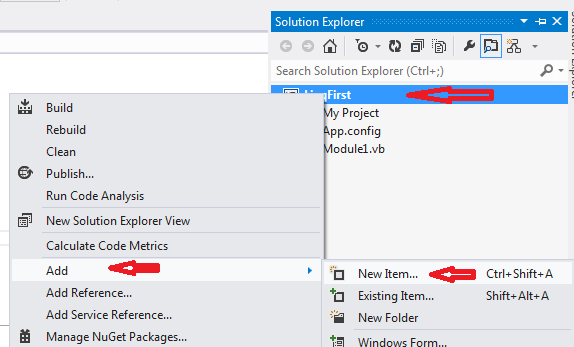 Solution Explorer
Search Solution Explorer (Ctrl+;)
First
My Project
App.config
Module1.vb
Build
Rebuild
Clean
Publish...
Run Code Analysis
New Solution Explorer View
Calculate Code Metrics
Add
Add Reference...
Add Service Reference...
Manage NuGet Packages...
New Item... Ctrl+Shift+A
Existing Item... Shift+Alt+A
New Folder
Windows Form...